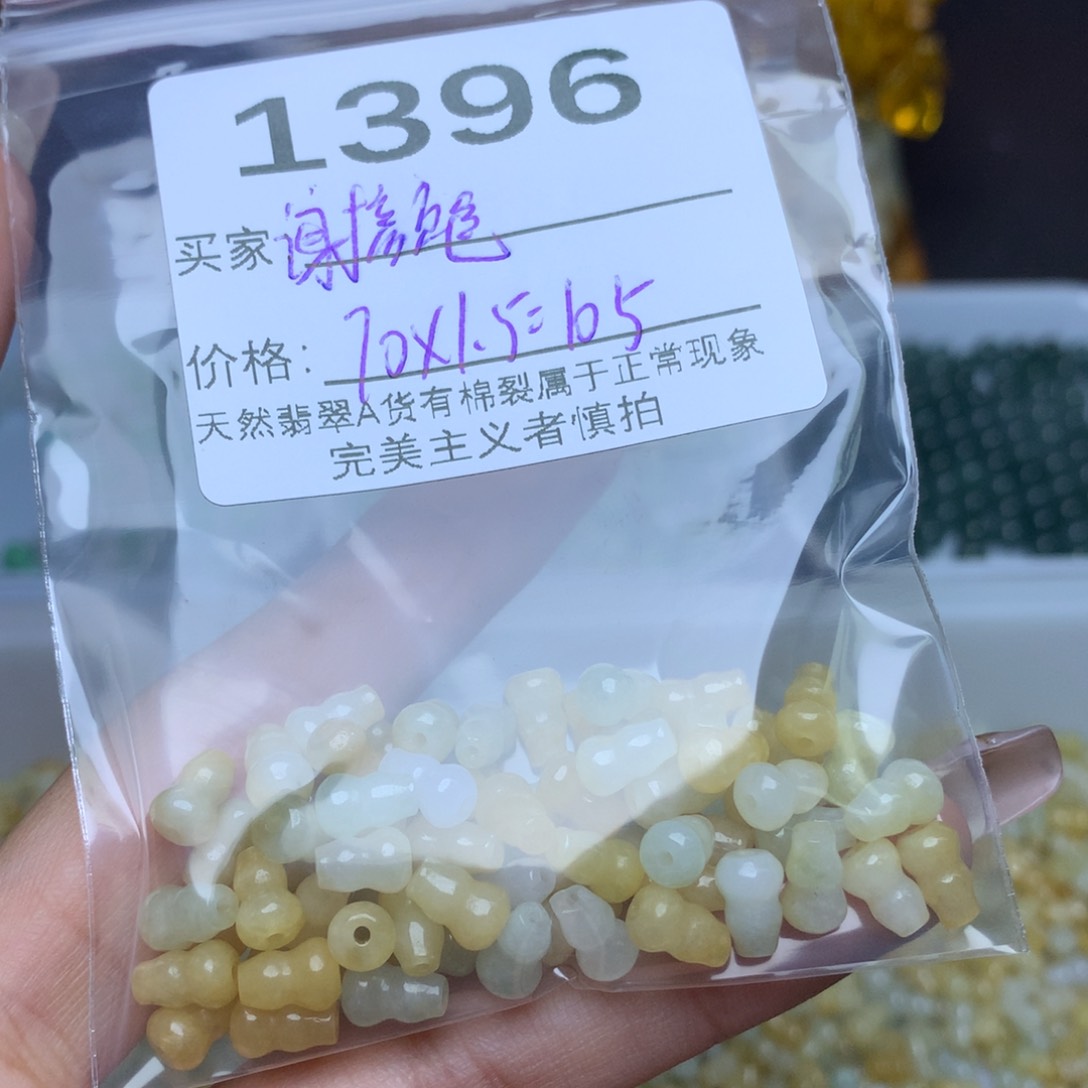 1396
买家:谢
价格: 70X1.5=105
天然翡翠A货有棉裂属于正常现象
完美主义者慎拍